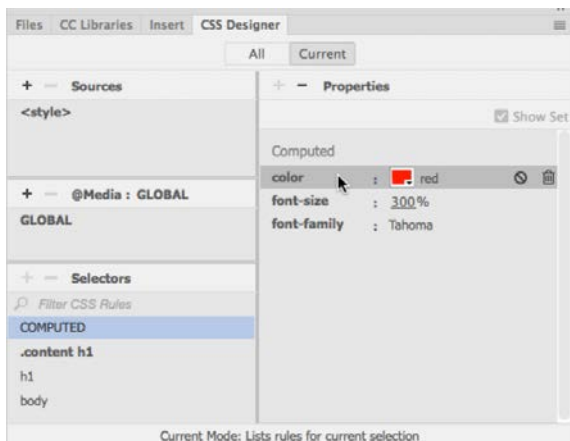 Files CC Libraries Insert CSS Designer
All Current
+ − Sources
<style>
+ − @Media : GLOBAL
GLOBAL
+ − Selectors
Filter CSS Rules
COMPUTED
.content h1
h1
body
+ − Properties
Show Set
Computed
color : red
font-size : 300%
font-family : Tahoma
Current Mode: Lists rules for current selection